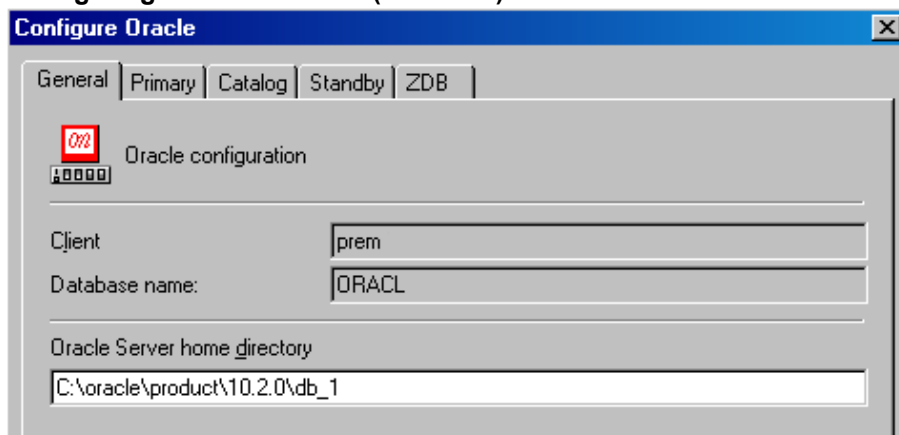 Configure Oracle
General Primary Catalog Standby ZDB
Oracle configuration
Client prem
Database name: ORACL
Oracle Server home directory
C:\oracle\product\10.2.0\db_1